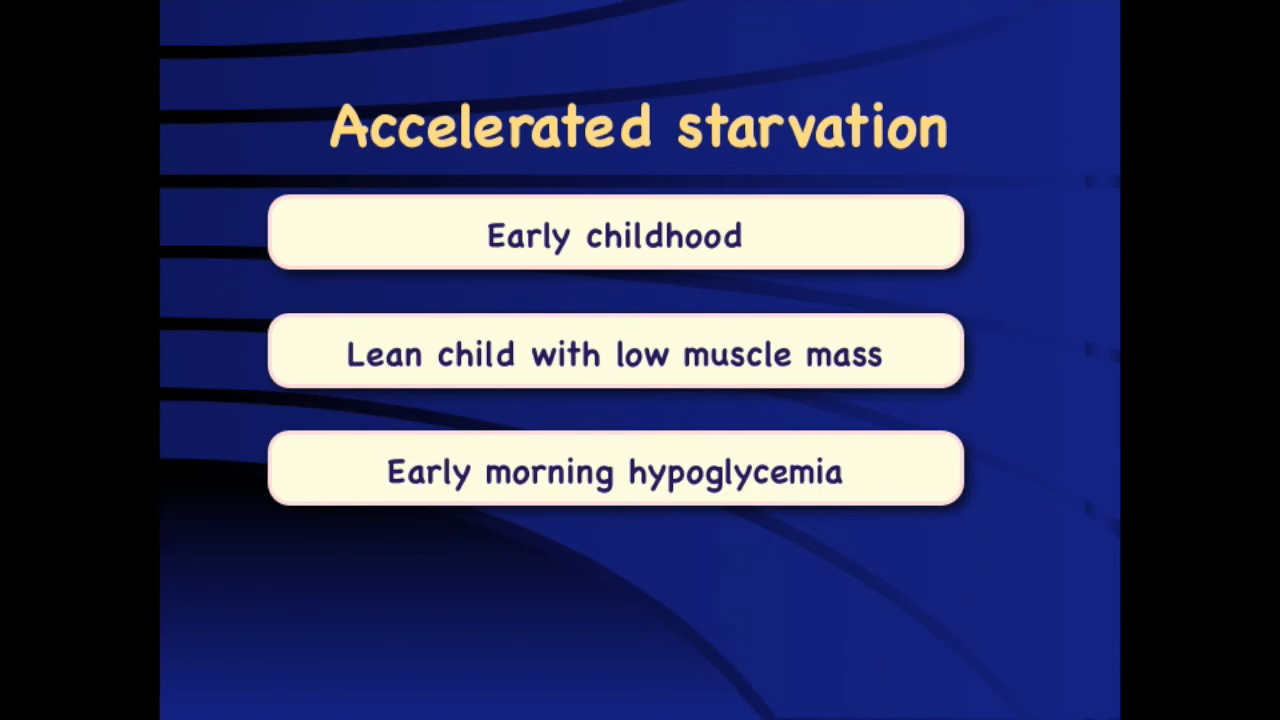 Accelerated starvation
Early childhood
Lean child with low muscle mass
Early morning hypoglycemia